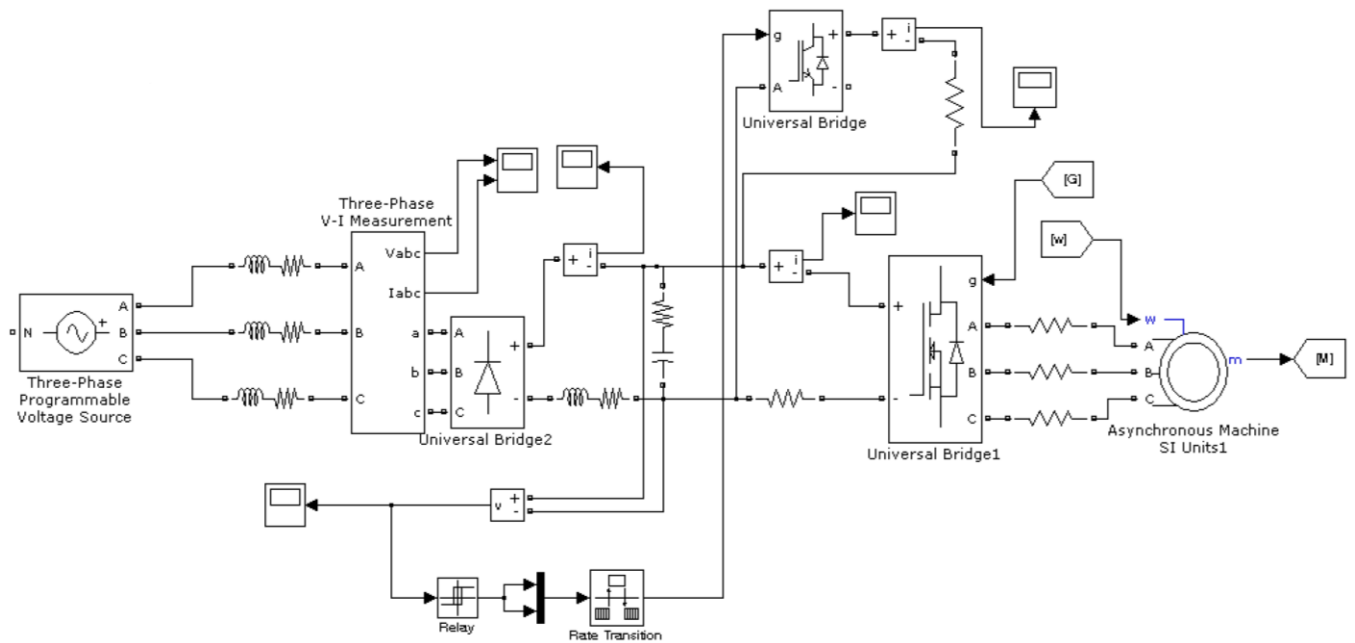 g
+
A
-
Universal Bridge
+
-
i
Three-Phase
V-I Measurement
Vabc
Iabc
A
B
C
a
b
c
N
A
B
C
+
Three-Phase
Programmable
Voltage Source
A
B
C
+
-
Universal Bridge2
+
-
i
+
-
i
[G]
[w]
g
+
-
A
B
C
Universal Bridge1
w
A
B
C
m
[M]
Asynchronous Machine
SI Units1
v
+
-
Relay
Rate Transition